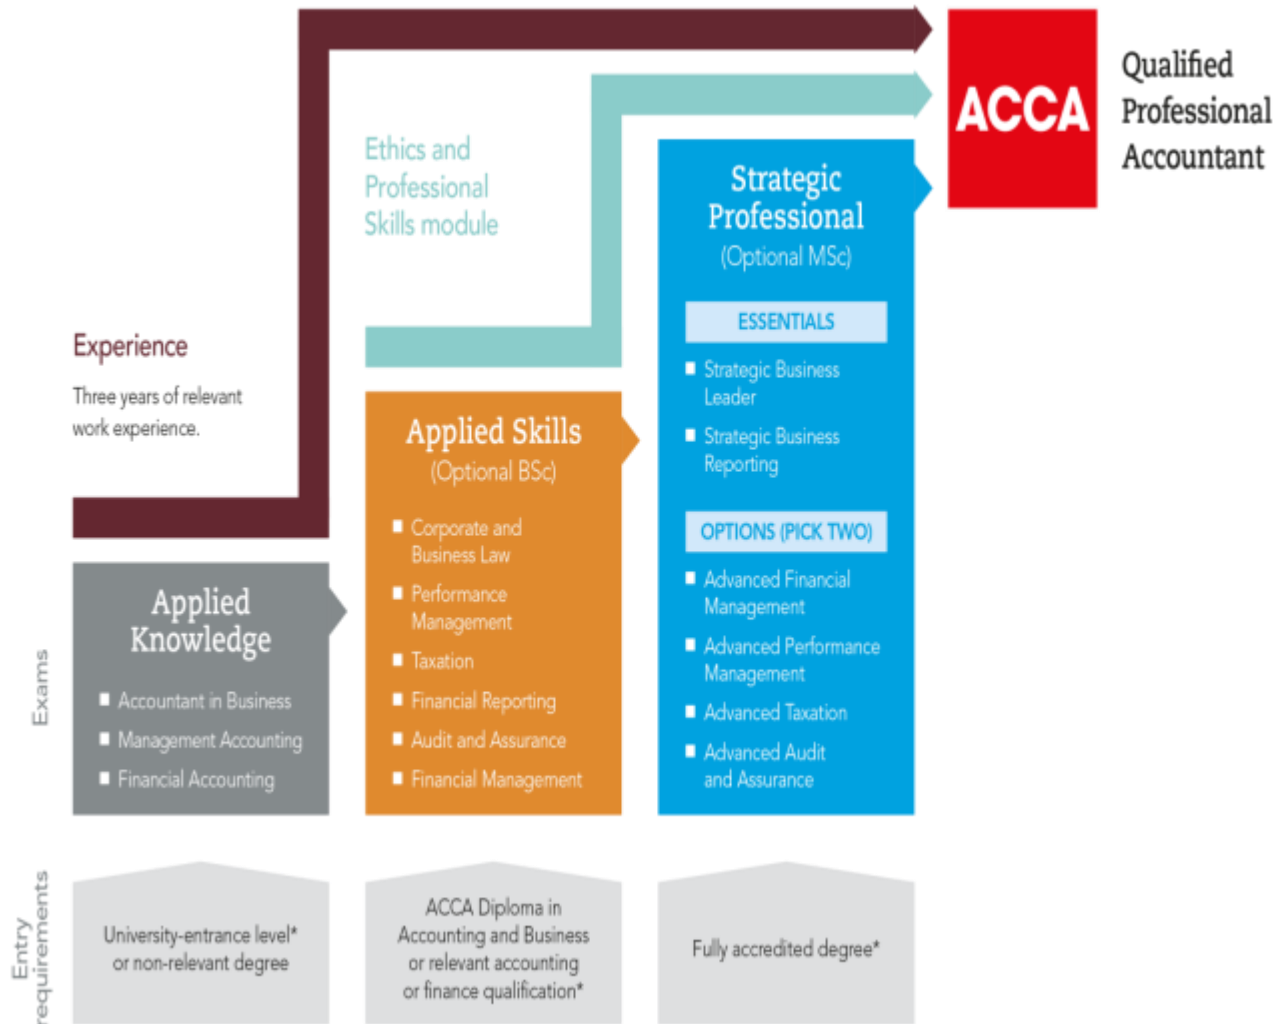 ACCA
Qualified
Professional
Accountant
Ethics and
Professional
Skills module
Experience
Three years of relevant
work experience.
Exams
Applied
Knowledge
Accountant in Business
Management Accounting
Financial Accounting
Applied Skills
(Optional BSc)
Corporate and
Business Law
Performance
Management
Taxation
Financial Reporting
Audit and Assurance
Financial Management
Strategic
Professional
(Optional MSc)
ESSENTIALS
Strategic Business
Leader
Strategic Business
Reporting
OPTIONS (PICK TWO)
Advanced Financial
Management
Advanced Performance
Management
Advanced Taxation
Advanced Audit
and Assurance
Entry
requirements
University-entrance level*
or non-relevant degree
ACCA Diploma in
Accounting and Business
or relevant accounting
or finance qualification*
Fully accredited degree*